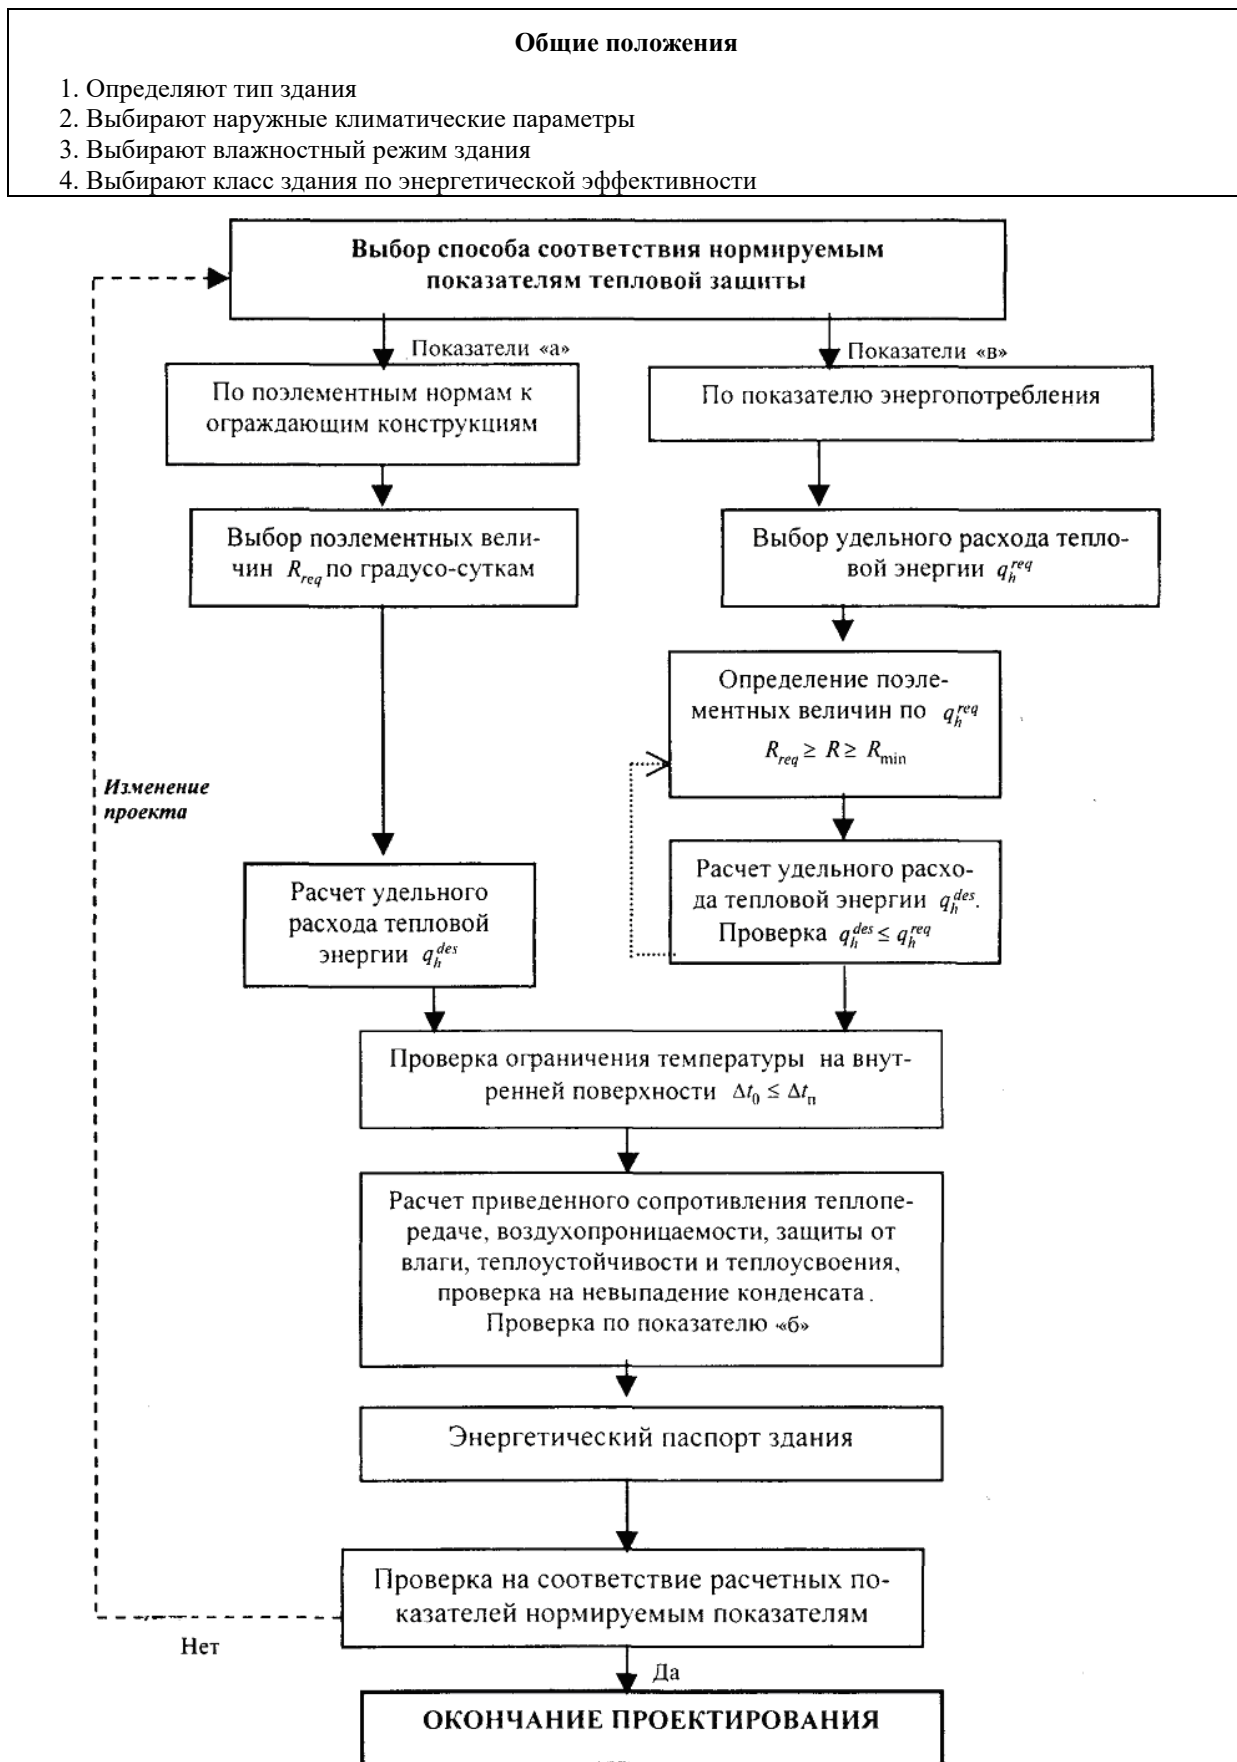 Общие положения
1. Определяют тип здания
2. Выбирают наружные климатические параметры
3. Выбирают влажностный режим здания
4. Выбирают класс здания по энергетической эффективности
Выбор способа соответствия нормируемым
показателям тепловой защиты
Показатели «а»
Показатели «в»
По поэлементным нормам к
ограждающим конструкциям
По показателю энергопотребления
Выбор поэлементных вели-
чин R_req по градусо-суткам
Выбор удельного расхода тепло-
вой энергии q_h^req
Определение поэле-
ментных величин по q_h^req
R_req ≥ R ≥ R_min
Изменение
проекта
Расчет удельного
расхода тепловой
энергии q_h^des
Расчет удельного расхо-
да тепловой энергии q_h^des.
Проверка q_h^des ≤ q_h^req
Проверка ограничения температуры на внут-
ренней поверхности Δt_0 ≤ Δt_п
Расчет приведенного сопротивления теплопе-
редаче, воздухопроницаемости, защиты от
влаги, теплоустойчивости и теплоусвоения,
проверка на невыпадение конденсата.
Проверка по показателю «б»
Энергетический паспорт здания
Проверка на соответствие расчетных по-
казателей нормируемым показателям
Нет
Да
ОКОНЧАНИЕ ПРОЕКТИРОВАНИЯ